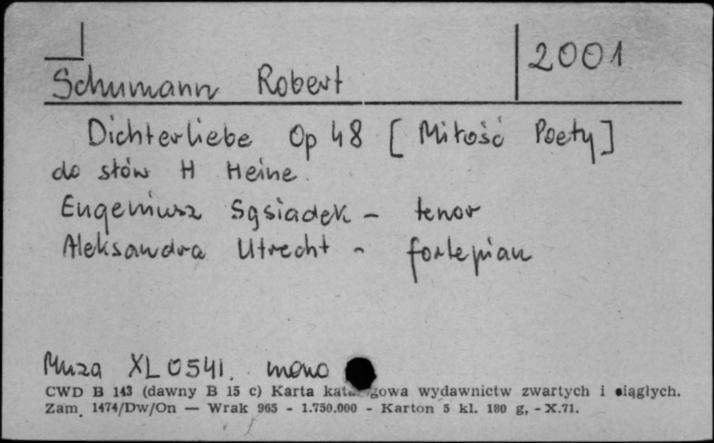 2001
Schumann Robert
Dichterliebe Op 48 [Miłość Poety]
do słów H Heine.
Eugeniusz Sąsiadek - tenor
Aleksandra Utrecht - fortepian
Muza XL 0541. mono
CWD B 143 (dawny B 15 c) Karta wydawnictw zwartych i ciągłych.
Zam. 1474/Dw/On — Wrak 965 - 1.750.000 - Karton 5 kl. 180 g, - X.71.